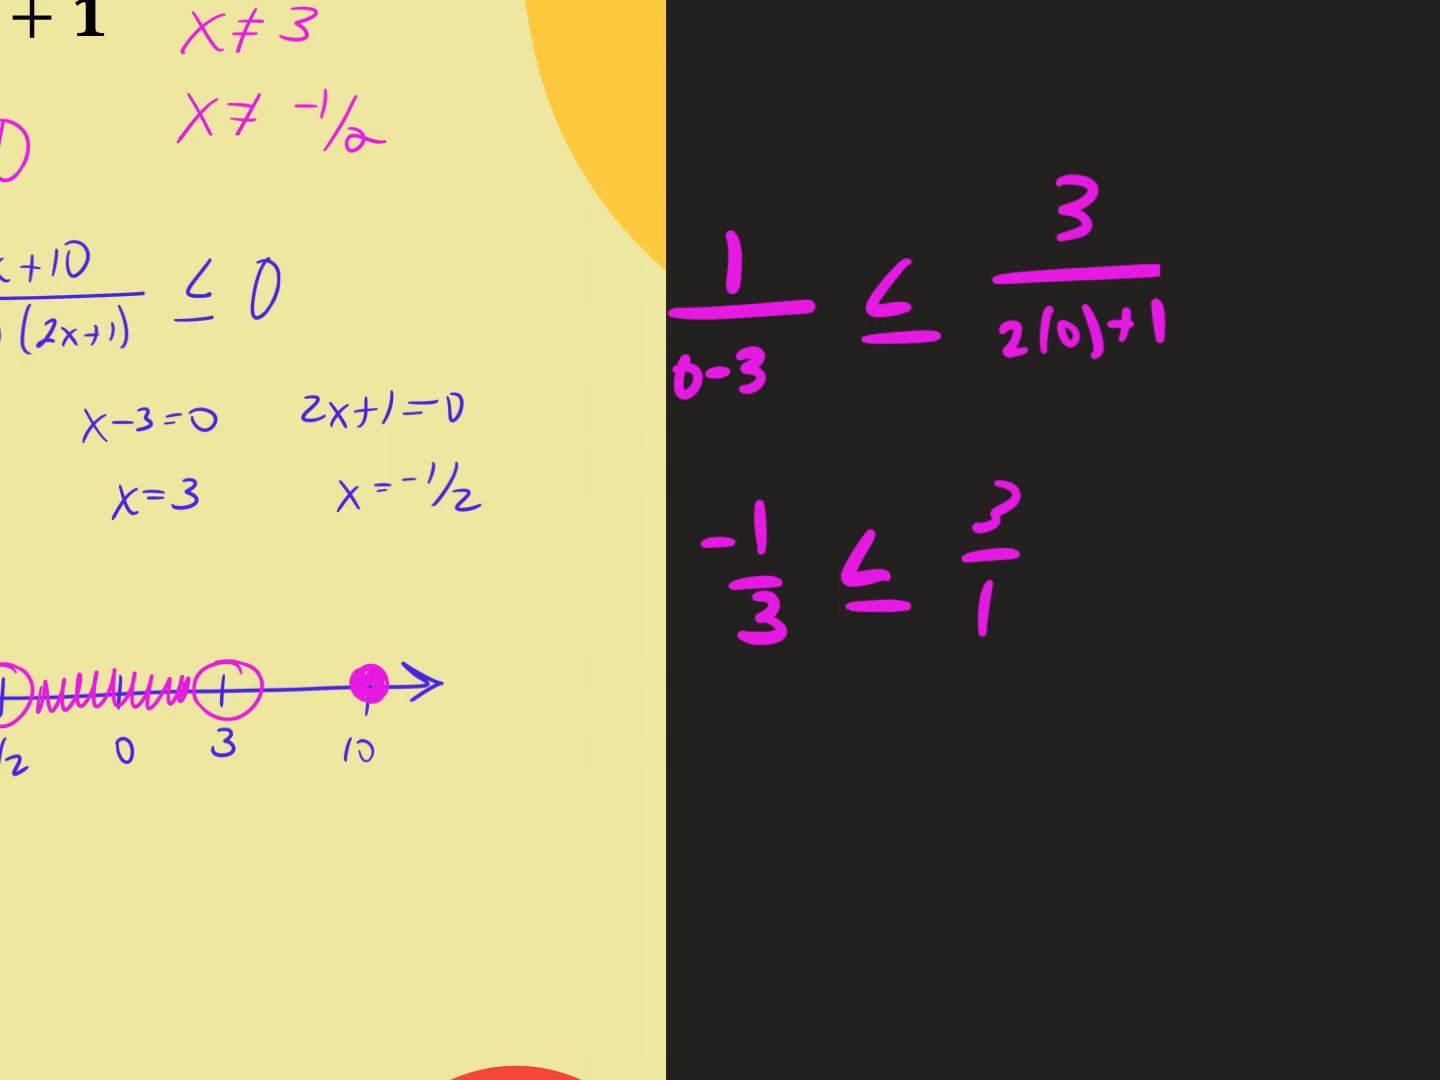 + 1
x ≠ 3
x ≠ -1/2
x + 10
(2x+1)
≤ 0
x-3=0
2x+1=0
x=3
x=-1/2
0
3
10
1/(0-3) ≤ 3/(2(0)+1)
-1/3 ≤ 3/1